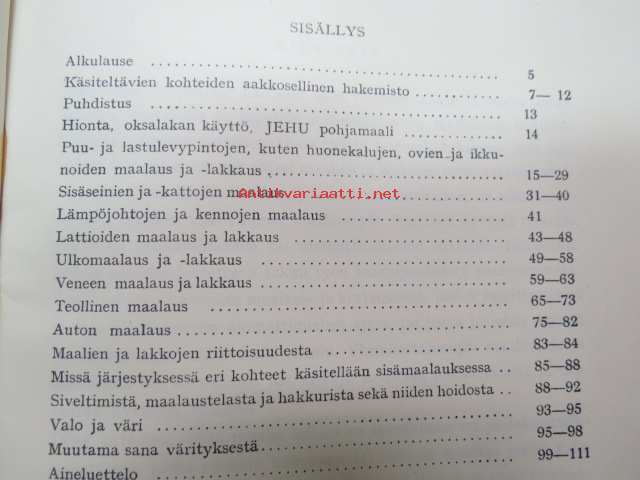 SISÄLLYS
Alkulause 5
Käsiteltävien kohteiden aakkosellinen hakemisto 7— 12
Puhdistus 13
Hionta, oksalakan käyttö, JEHU pohjamaali 14
Puu- ja lastulevypintojen, kuten huonekalujen, ovien ja ikku-
noiden maalaus ja -lakkaus 15—29
Sisäseinien ja -kattojen maalaus 31—40
antikvariaatti.net
Lämpöjohtojen ja kennojen maalaus 41
Lattioiden maalaus ja lakkaus 43—48
Ulkomaalaus ja -lakkaus 49—58
Veneen maalaus ja lakkaus 59—63
Teollinen maalaus 65—73
Auton maalaus 75—82
Maalien ja lakkojen riittoisuudesta 83—84
Missä järjestyksessä eri kohteet käsitellään sisämaalauksessa 85—88
Siveltimistä, maalaustelasta ja hakkurista sekä niiden hoidosta 88—92
Valo ja väri 93—95
Muutama sana värityksestä 95—98
Aineluettelo 99—111